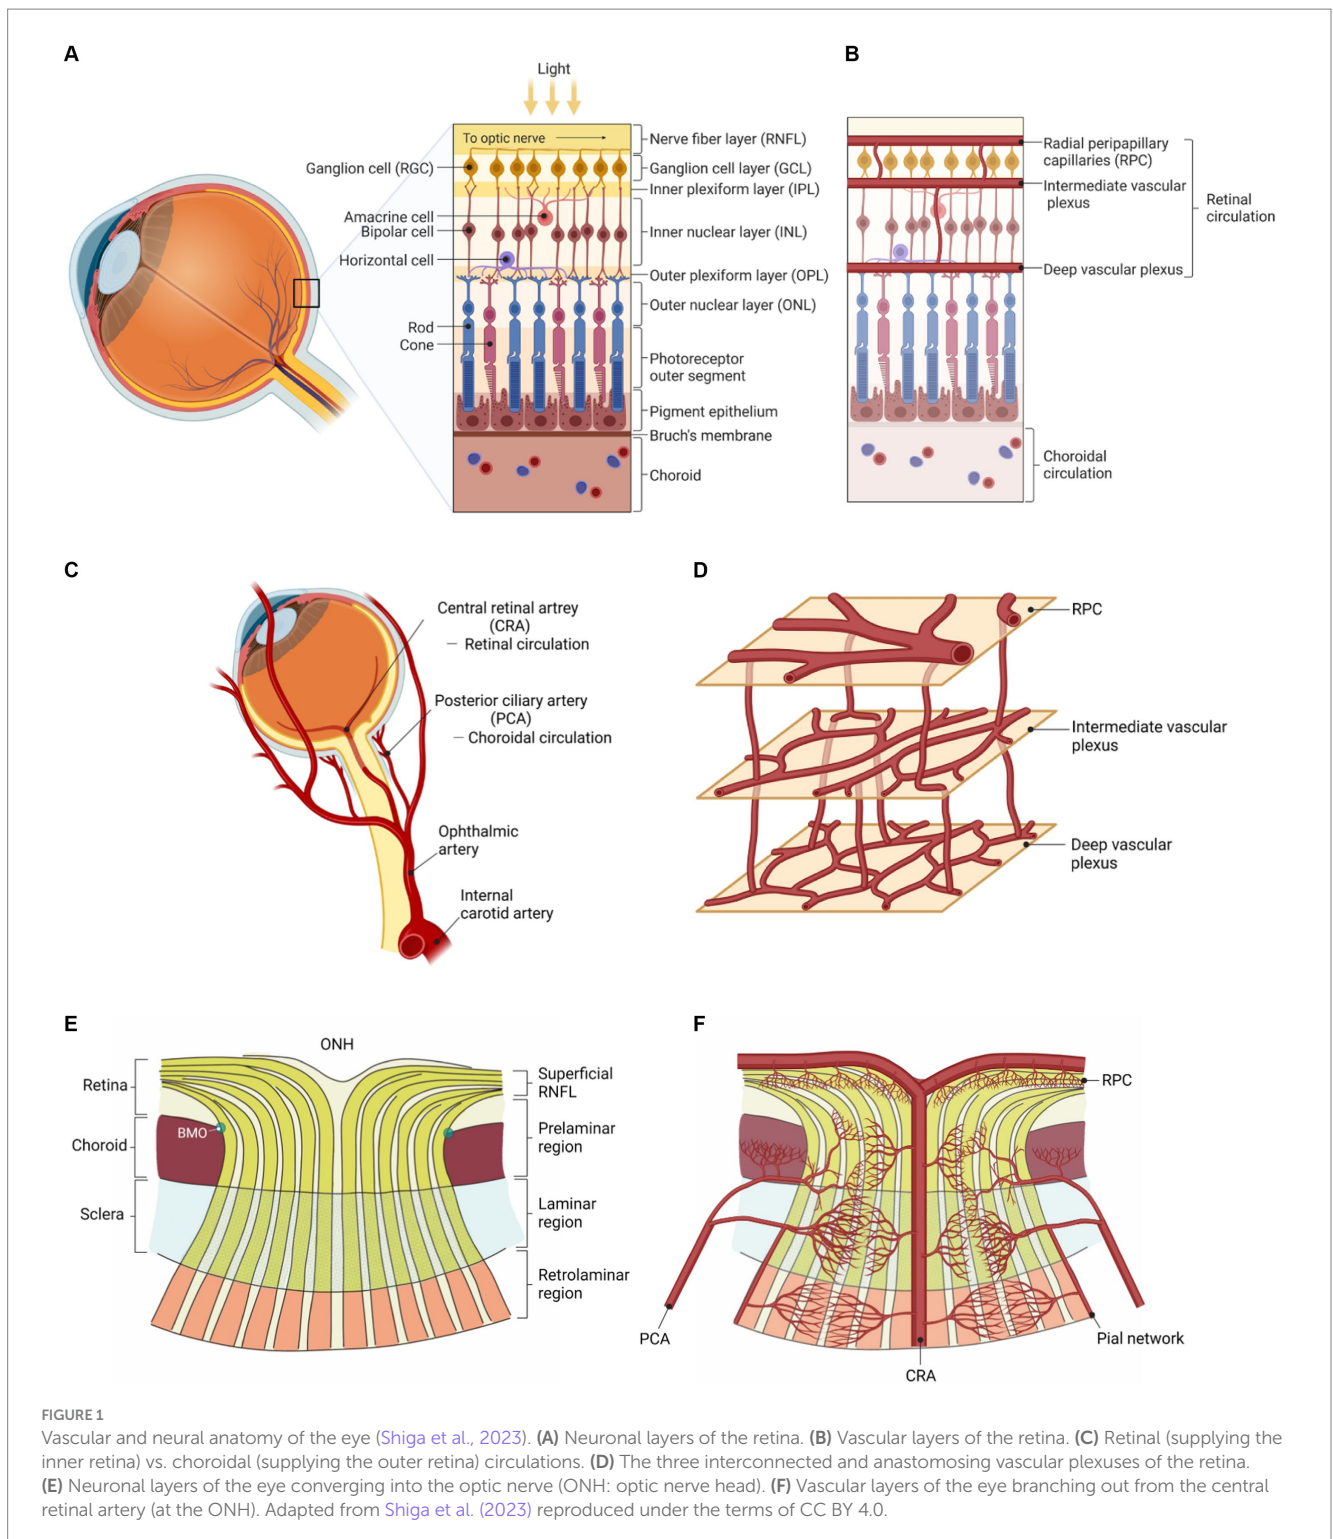 A
Light
To optic nerve
Nerve fiber layer (RNFL)
Ganglion cell (RGC)
Ganglion cell layer (GCL)
Inner plexiform layer (IPL)
Amacrine cell
Bipolar cell
Inner nuclear layer (INL)
Horizontal cell
Outer plexiform layer (OPL)
Outer nuclear layer (ONL)
Rod
Cone
Photoreceptor
outer segment
Pigment epithelium
Bruch's membrane
Choroid
B
Radial peripapillary
capillaries (RPC)
Intermediate vascular
plexus
Retinal
circulation
Deep vascular plexus
Choroidal
circulation
C
Central retinal artrey
(CRA)
– Retinal circulation
Posterior ciliary artery
(PCA)
– Choroidal circulation
Ophthalmic
artery
Internal
carotid artery
D
RPC
Intermediate vascular
plexus
Deep vascular
plexus
E
ONH
Retina
Superficial
RNFL
BMO
Choroid
Prelaminar
region
Sclera
Laminar
region
Retrolaminar
region
F
RPC
PCA
Pial network
CRA
FIGURE 1
Vascular and neural anatomy of the eye (Shiga et al., 2023). (A) Neuronal layers of the retina. (B) Vascular layers of the retina. (C) Retinal (supplying the
inner retina) vs. choroidal (supplying the outer retina) circulations. (D) The three interconnected and anastomosing vascular plexuses of the retina.
(E) Neuronal layers of the eye converging into the optic nerve (ONH: optic nerve head). (F) Vascular layers of the eye branching out from the central
retinal artery (at the ONH). Adapted from Shiga et al. (2023) reproduced under the terms of CC BY 4.0.